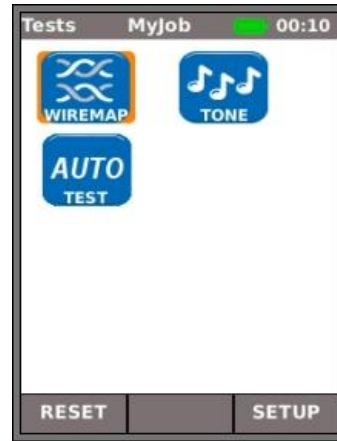 Tests MyJob 00:10
WIREMAP TONE
AUTO
TEST
RESET SETUP